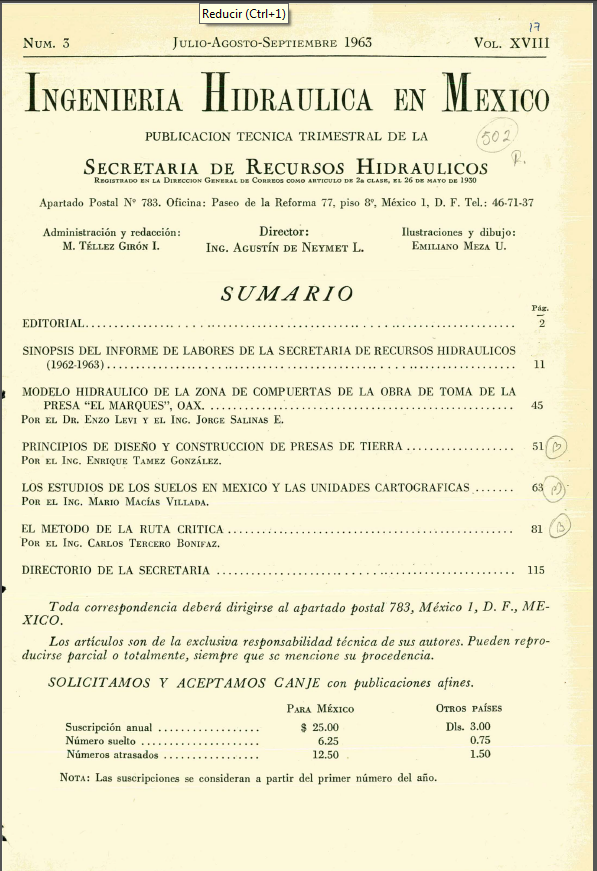 Reducir (Ctrl+1)
17
NUM. 3 JULIO-AGOSTO-SEPTIEMBRE 1963 VOL. XVIII
INGENIERIA HIDRAULICA EN MEXICO
PUBLICACION TECNICA TRIMESTRAL DE LA
502
R.
SECRETARIA DE RECURSOS HIDRAULICOS
REGISTRADO EN LA DIRECCION GENERAL DE CORREOS COMO ARTICULO DE 2a CLASE, EL 26 DE MAYO DE 1950
Apartado Postal Nº 783. Oficina: Paseo de la Reforma 77, piso 8º, México 1, D. F. Tel.: 46-71-37
Administración y redacción: Director: Ilustraciones y dibujo:
M. TÉLLEZ GIRÓN I. ING. AGUSTÍN DE NEYMET L. EMILIANO MEZA U.
SUMARIO
Pág.
EDITORIAL 2
SINOPSIS DEL INFORME DE LABORES DE LA SECRETARIA DE RECURSOS HIDRAULICOS
(1962-1963) 11
MODELO HIDRAULICO DE LA ZONA DE COMPUERTAS DE LA OBRA DE TOMA DE LA
PRESA "EL MARQUES", OAX. 45
POR EL DR. ENZO LEVI Y EL ING. JORGE SALINAS E.
PRINCIPIOS DE DISEÑO Y CONSTRUCCION DE PRESAS DE TIERRA 51
POR EL ING. ENRIQUE TAMEZ GONZÁLEZ.
LOS ESTUDIOS DE LOS SUELOS EN MEXICO Y LAS UNIDADES CARTOGRAFICAS 63
POR EL ING. MARIO MACÍAS VILLADA.
EL METODO DE LA RUTA CRITICA 81
POR EL ING. CARLOS TERCERO BONIFAZ.
DIRECTORIO DE LA SECRETARIA 115
Toda correspondencia deberá dirigirse al apartado postal 783, México 1, D. F., ME-
XICO.
Los artículos son de la exclusiva responsabilidad técnica de sus autores. Pueden repro-
ducirse parcial o totalmente, siempre que se mencione su procedencia.
SOLICITAMOS Y ACEPTAMOS CANJE con publicaciones afines.
PARA MÉXICO OTROS PAÍSES
Suscripción anual $ 25.00 Dls. 3.00
Número suelto 6.25 0.75
Números atrasados 12.50 1.50
NOTA: Las suscripciones se consideran a partir del primer número del año.